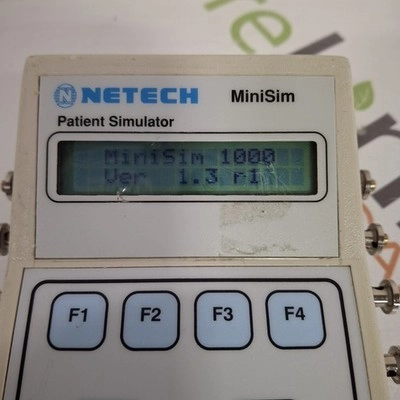 NETECH MiniSim
Patient Simulator
MiniSim 1000
Ver 1.3 r1
F1 F2 F3 F4